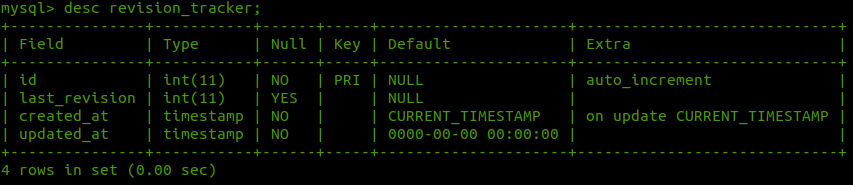 mysql> desc revision_tracker;
+---------------+-----------+------+-----+---------------------+-----------------------------+
| Field         | Type      | Null | Key | Default             | Extra                       |
+---------------+-----------+------+-----+---------------------+-----------------------------+
| id            | int(11)   | NO   | PRI | NULL                | auto_increment              |
| last_revision | int(11)   | YES  |     | NULL                |                             |
| created_at    | timestamp | NO   |     | CURRENT_TIMESTAMP   | on update CURRENT_TIMESTAMP |
| updated_at    | timestamp | NO   |     | 0000-00-00 00:00:00 |                             |
+---------------+-----------+------+-----+---------------------+-----------------------------+
4 rows in set (0.00 sec)